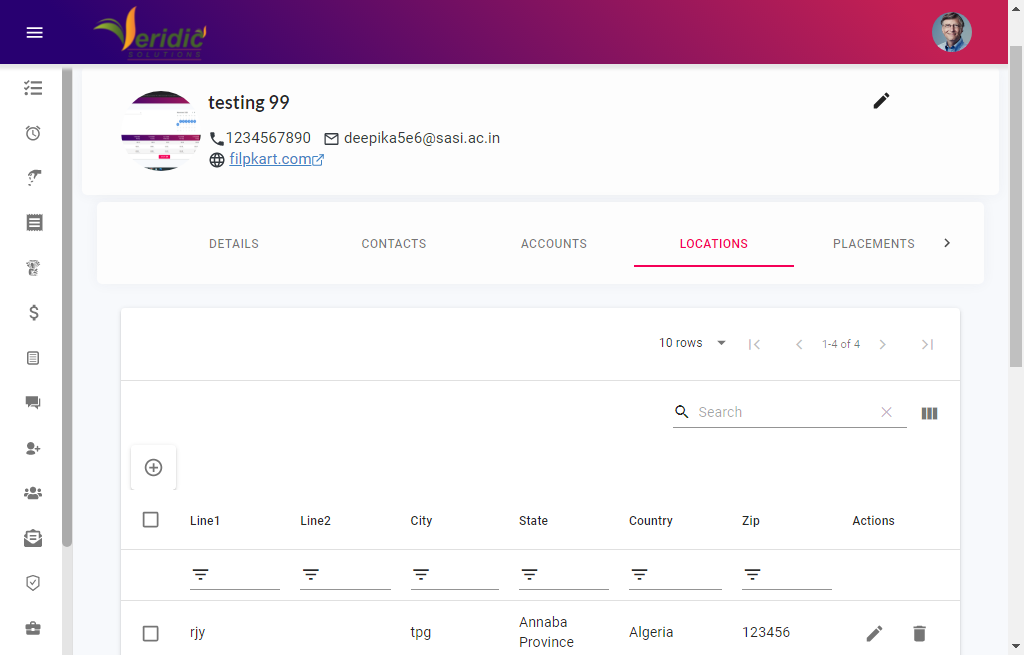 Veridic
SOLUTIONS
testing 99
1234567890 deepika5e6@sasi.ac.in
filpkart.com
DETAILS CONTACTS ACCOUNTS LOCATIONS PLACEMENTS
10 rows 1-4 of 4
Search
Line1 Line2 City State Country Zip Actions
rjy tpg Annaba Province Algeria 123456